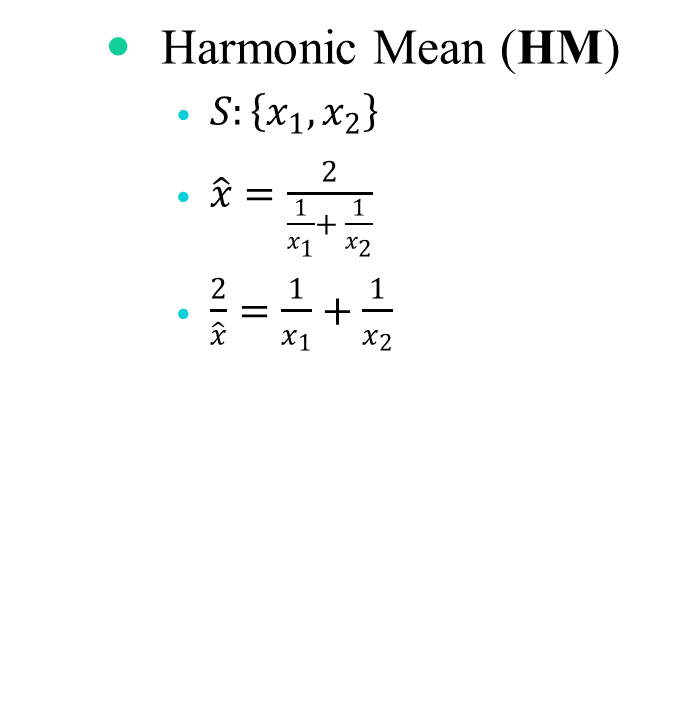 • Harmonic Mean (HM)
• S: {x₁, x₂}
• x̂ = 2 / (1/x₁ + 1/x₂)
• 2/x̂ = 1/x₁ + 1/x₂